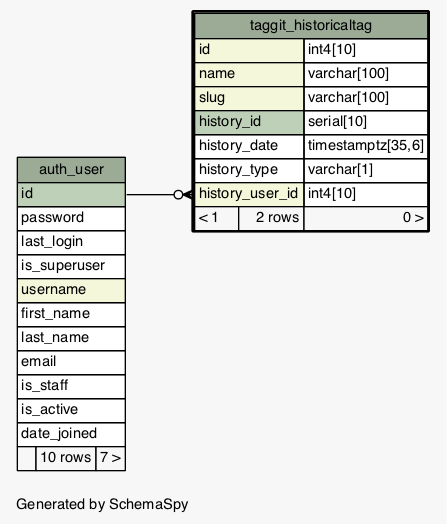 taggit_historicaltag
id int4[10]
name varchar[100]
slug varchar[100]
history_id serial[10]
history_date timestamptz[35,6]
history_type varchar[1]
history_user_id int4[10]
< 1 2 rows 0 >
auth_user
id
password
last_login
is_superuser
username
first_name
last_name
email
is_staff
is_active
date_joined
10 rows 7 >
Generated by SchemaSpy